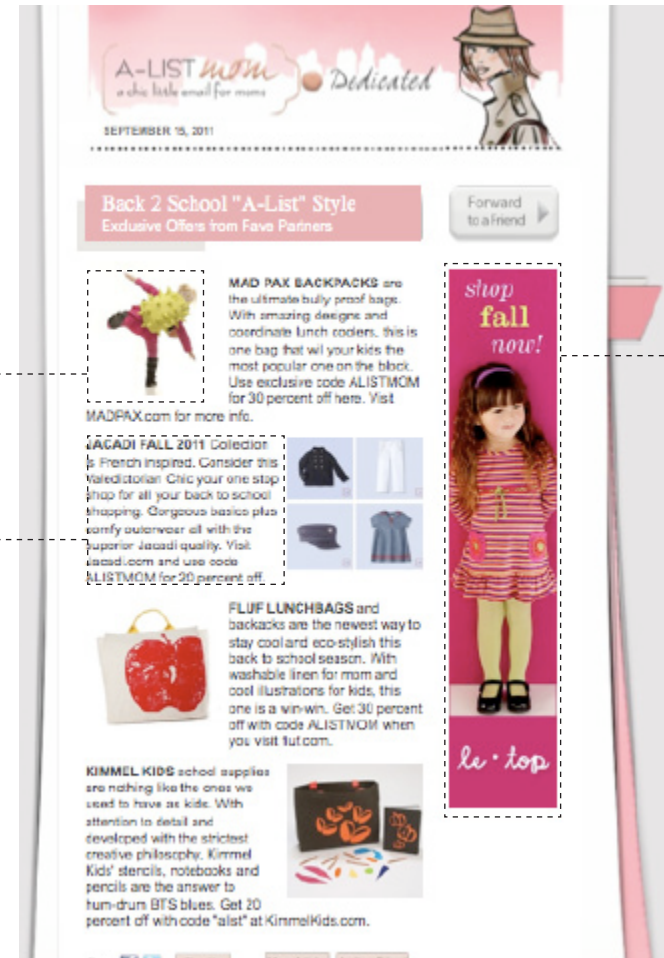 A-LIST mom
a chic little email for moms
Dedicated
SEPTEMBER 15, 2011
Back 2 School "A-List" Style
Exclusive Offers from Fave Partners
Forward
to a Friend
MAD PAX BACKPACKS are
the ultimate bully proof bags.
With amazing designs and
coordinate lunch coolers, this is
one bag that wil your kids the
most popular one on the block.
Use exclusive code ALISTMOM
for 30 percent off here. Visit
MADPAX.com for more info.
JACADI FALL 2011 Collection
is French inspired. Consider this
Valedictorian Chic your one stop
shop for all your back to school
shopping. Gorgeous basics plus
comfy outerwear all with the
superior Jacadi quality. Visit
Jacadi.com and use code
ALISTMOM for 20 percent off.
FLUF LUNCHBAGS and
backacks are the newest way to
stay cool and eco-stylish this
back to school season. With
washable linen for mom and
cool illustrations for kids, this
one is a win-win. Get 30 percent
off with code ALISTMOM when
you visit fluf.com.
KIMMEL KIDS school supplies
are nothing like the ones we
used to have as kids. With
attention to detail and
developed with the strictest
creative philosophy, Kimmel
Kids' stencils, notebooks and
pencils are the answer to
hum-drum BTS blues. Get 20
percent off with code "alist" at KimmelKids.com.
shop
fall
now!
le • top